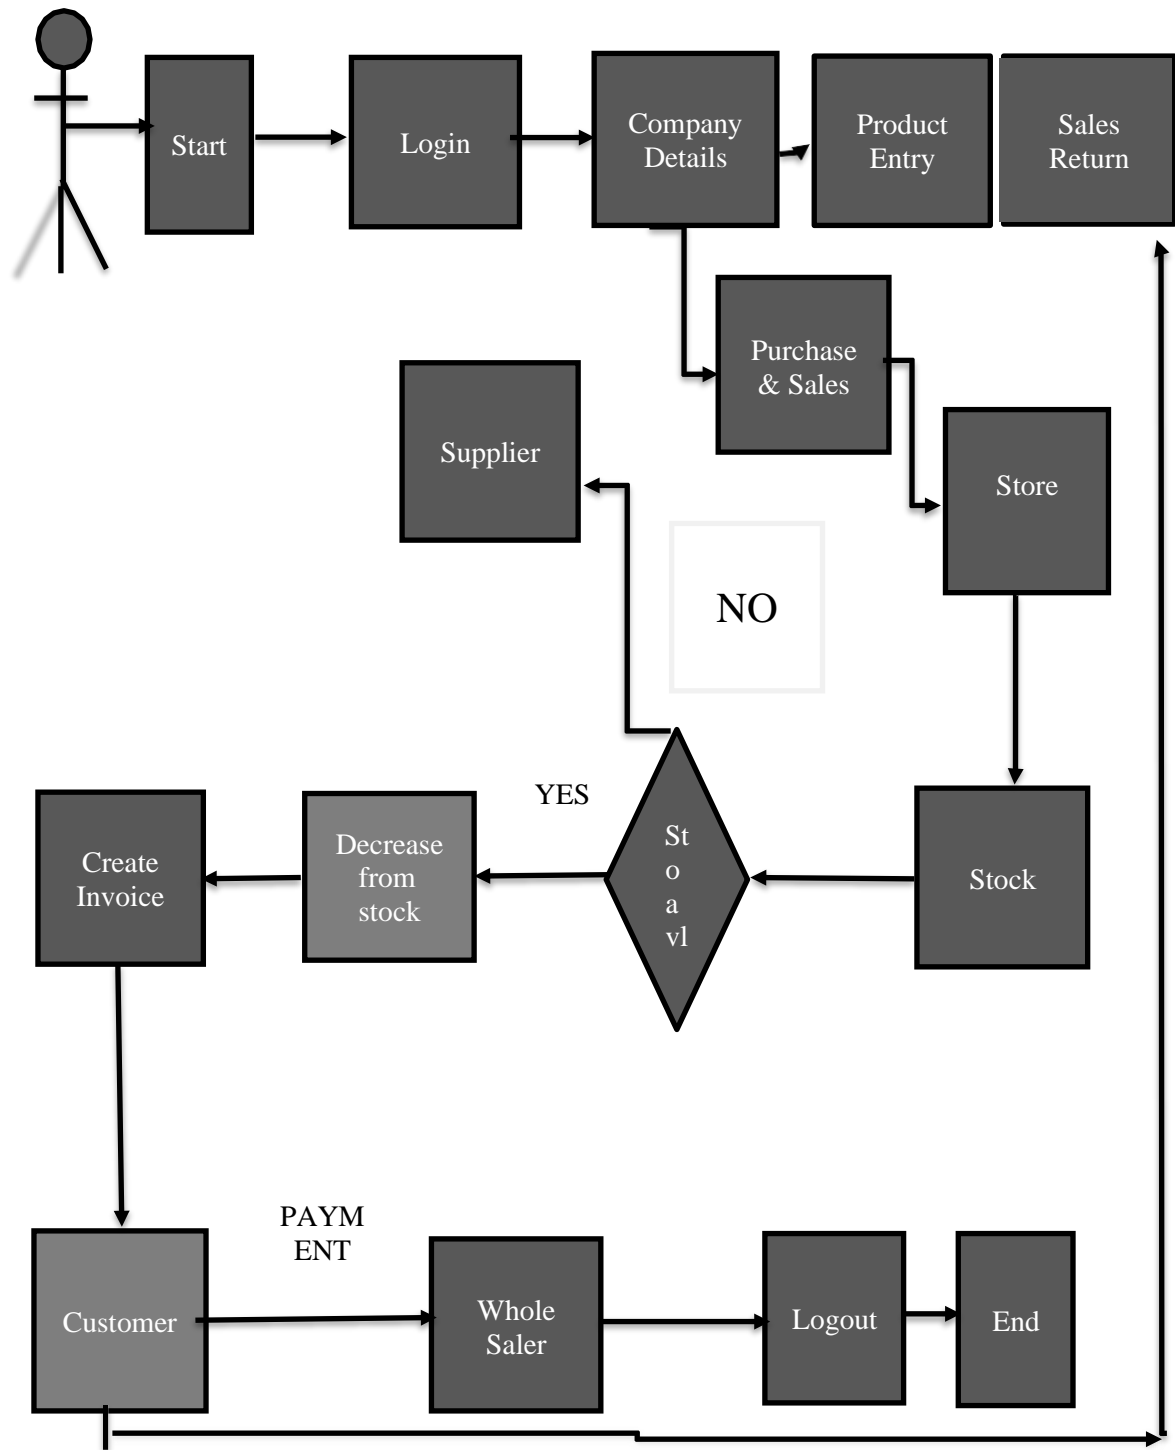 Start
Login
Company
Details
Product
Entry
Sales
Return
Purchase
& Sales
Supplier
Store
NO
YES
St
o
a
vl
Stock
Decrease
from
stock
Create
Invoice
PAYM
ENT
Customer
Whole
Saler
Logout
End